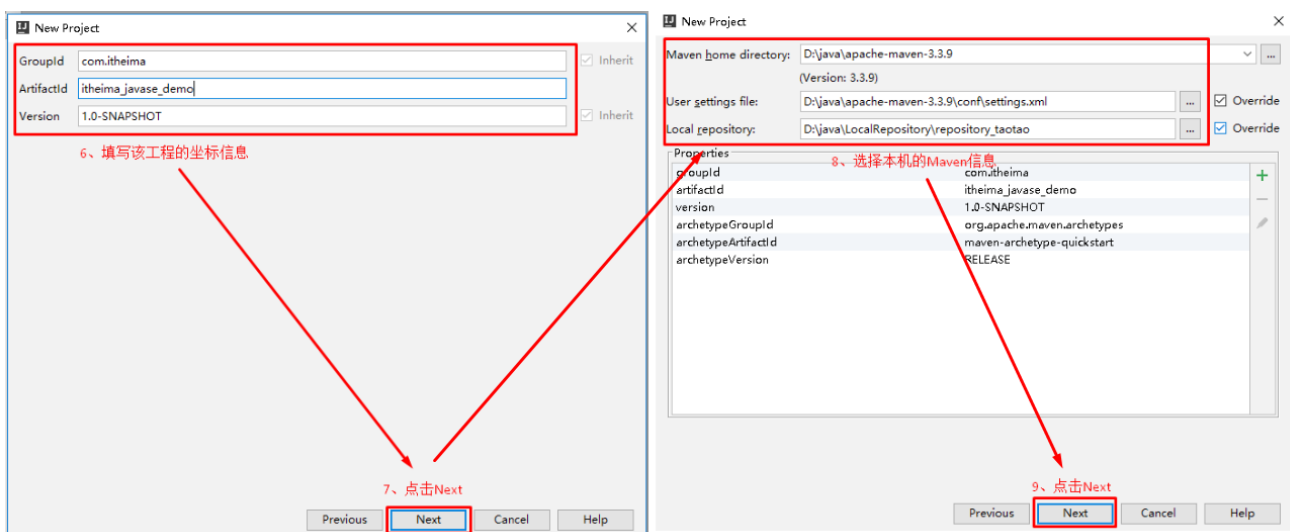 New Project
GroupId com.itheima Inherit
ArtifactId itheima_javase_demo
Version 1.0-SNAPSHOT Inherit
6、填写该工程的坐标信息
7、点击Next
Previous Next Cancel Help
New Project
Maven home directory: D:\java\apache-maven-3.3.9 ...
(Version: 3.3.9)
User settings file: D:\java\apache-maven-3.3.9\conf\settings.xml ... Override
Local repository: D:\java\LocalRepository\repository_taotao ... Override
Properties
8、选择本机的Maven信息
groupId com.itheima
artifactId itheima_javase_demo
version 1.0-SNAPSHOT
archetypeGroupId org.apache.maven.archetypes
archetypeArtifactId maven-archetype-quickstart
archetypeVersion RELEASE
9、点击Next
Previous Next Cancel Help